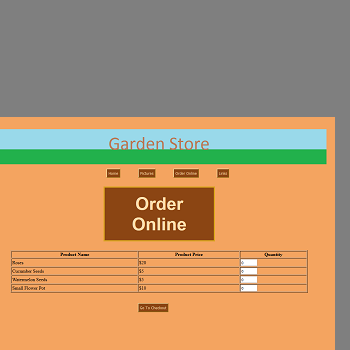 Garden Store
Home Pictures Order Online Links
Order
Online
Product Name Product Price Quantity
Roses $20 0
Cucumber Seeds $5 0
Watermelon Seeds $5 0
Small Flower Pot $10 0
Go To Checkout